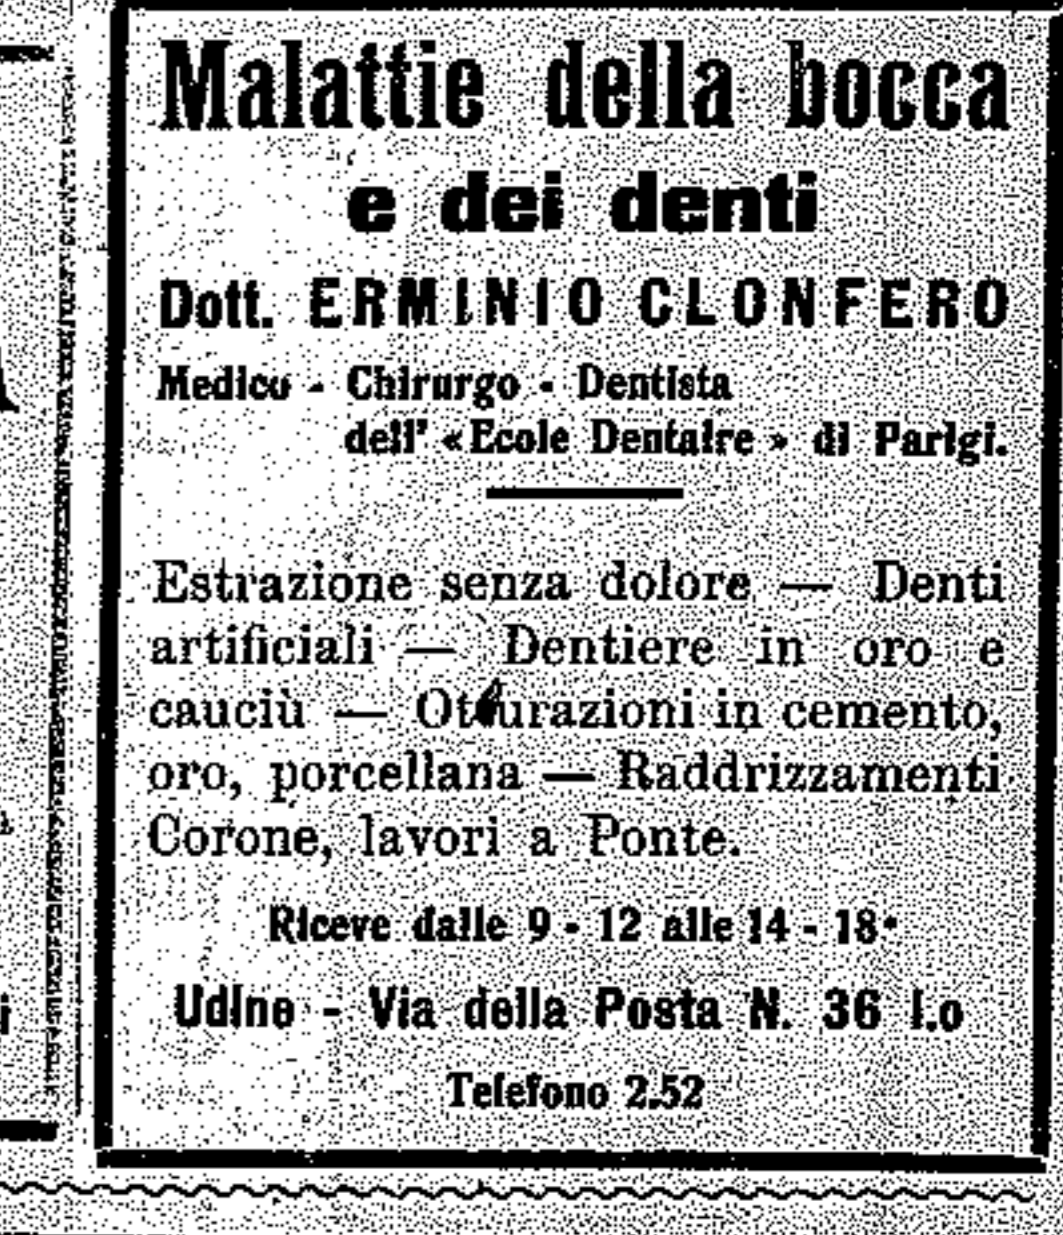 Malattie della bocca
e dei denti
Dott. ERMINIO CLONFERO
Medico - Chirurgo - Dentista
dell' «Ecole Dentaire» di Parigi.
Estrazione senza dolore — Denti
artificiali — Dentiere in oro e
cauciù — Otturazioni in cemento,
oro, porcellana — Raddrizzamenti
Corone, lavori a Ponte.
Riceve dalle 9 - 12 alle 14 - 18.
Udine - Via della Posta N. 36 I.o
Telefono 2.52